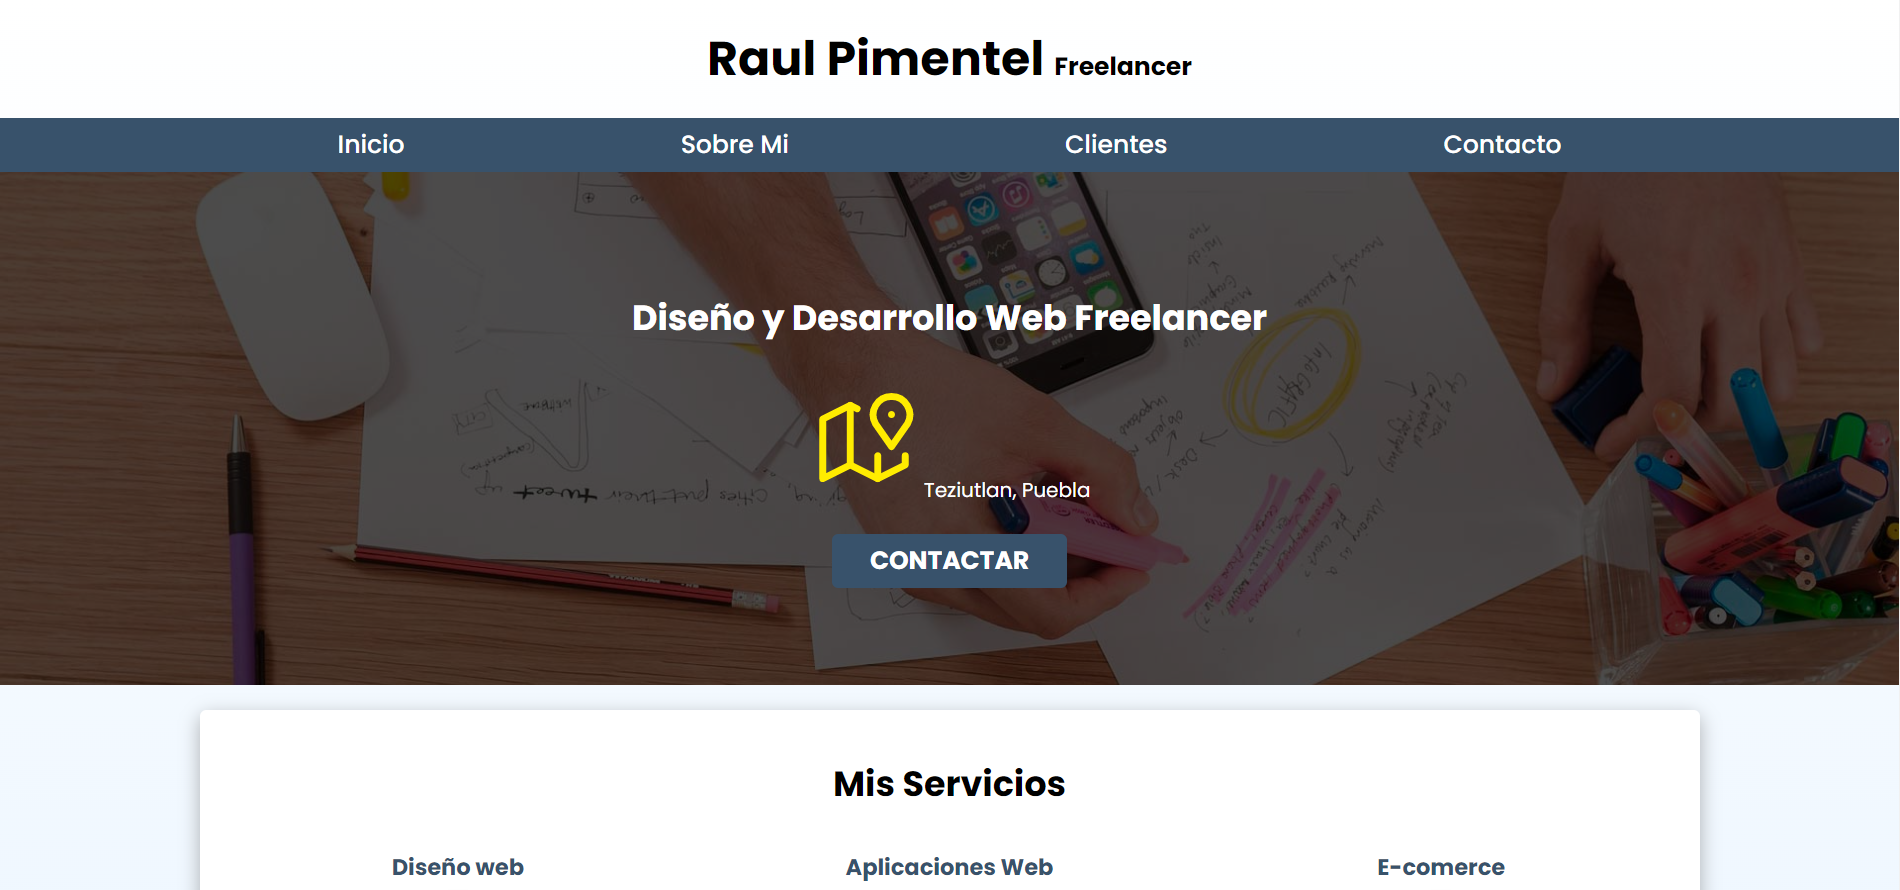 Raul Pimentel Freelancer
Inicio Sobre Mi Clientes Contacto
Diseño y Desarrollo Web Freelancer
Teziutlan, Puebla
CONTACTAR
Mis Servicios
Diseño web Aplicaciones Web E-comerce